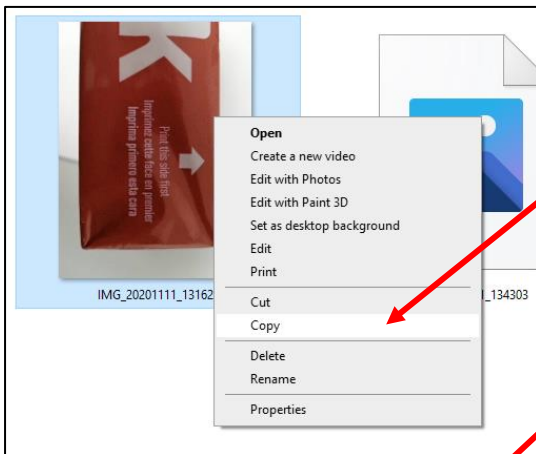 K
Print this side first
Imprimez cette face en premier
Imprima primero esta cara
Open
Create a new video
Edit with Photos
Edit with Paint 3D
Set as desktop background
Edit
Print
Cut
Copy
Delete
Rename
Properties
IMG_20201111_13162
1_134303